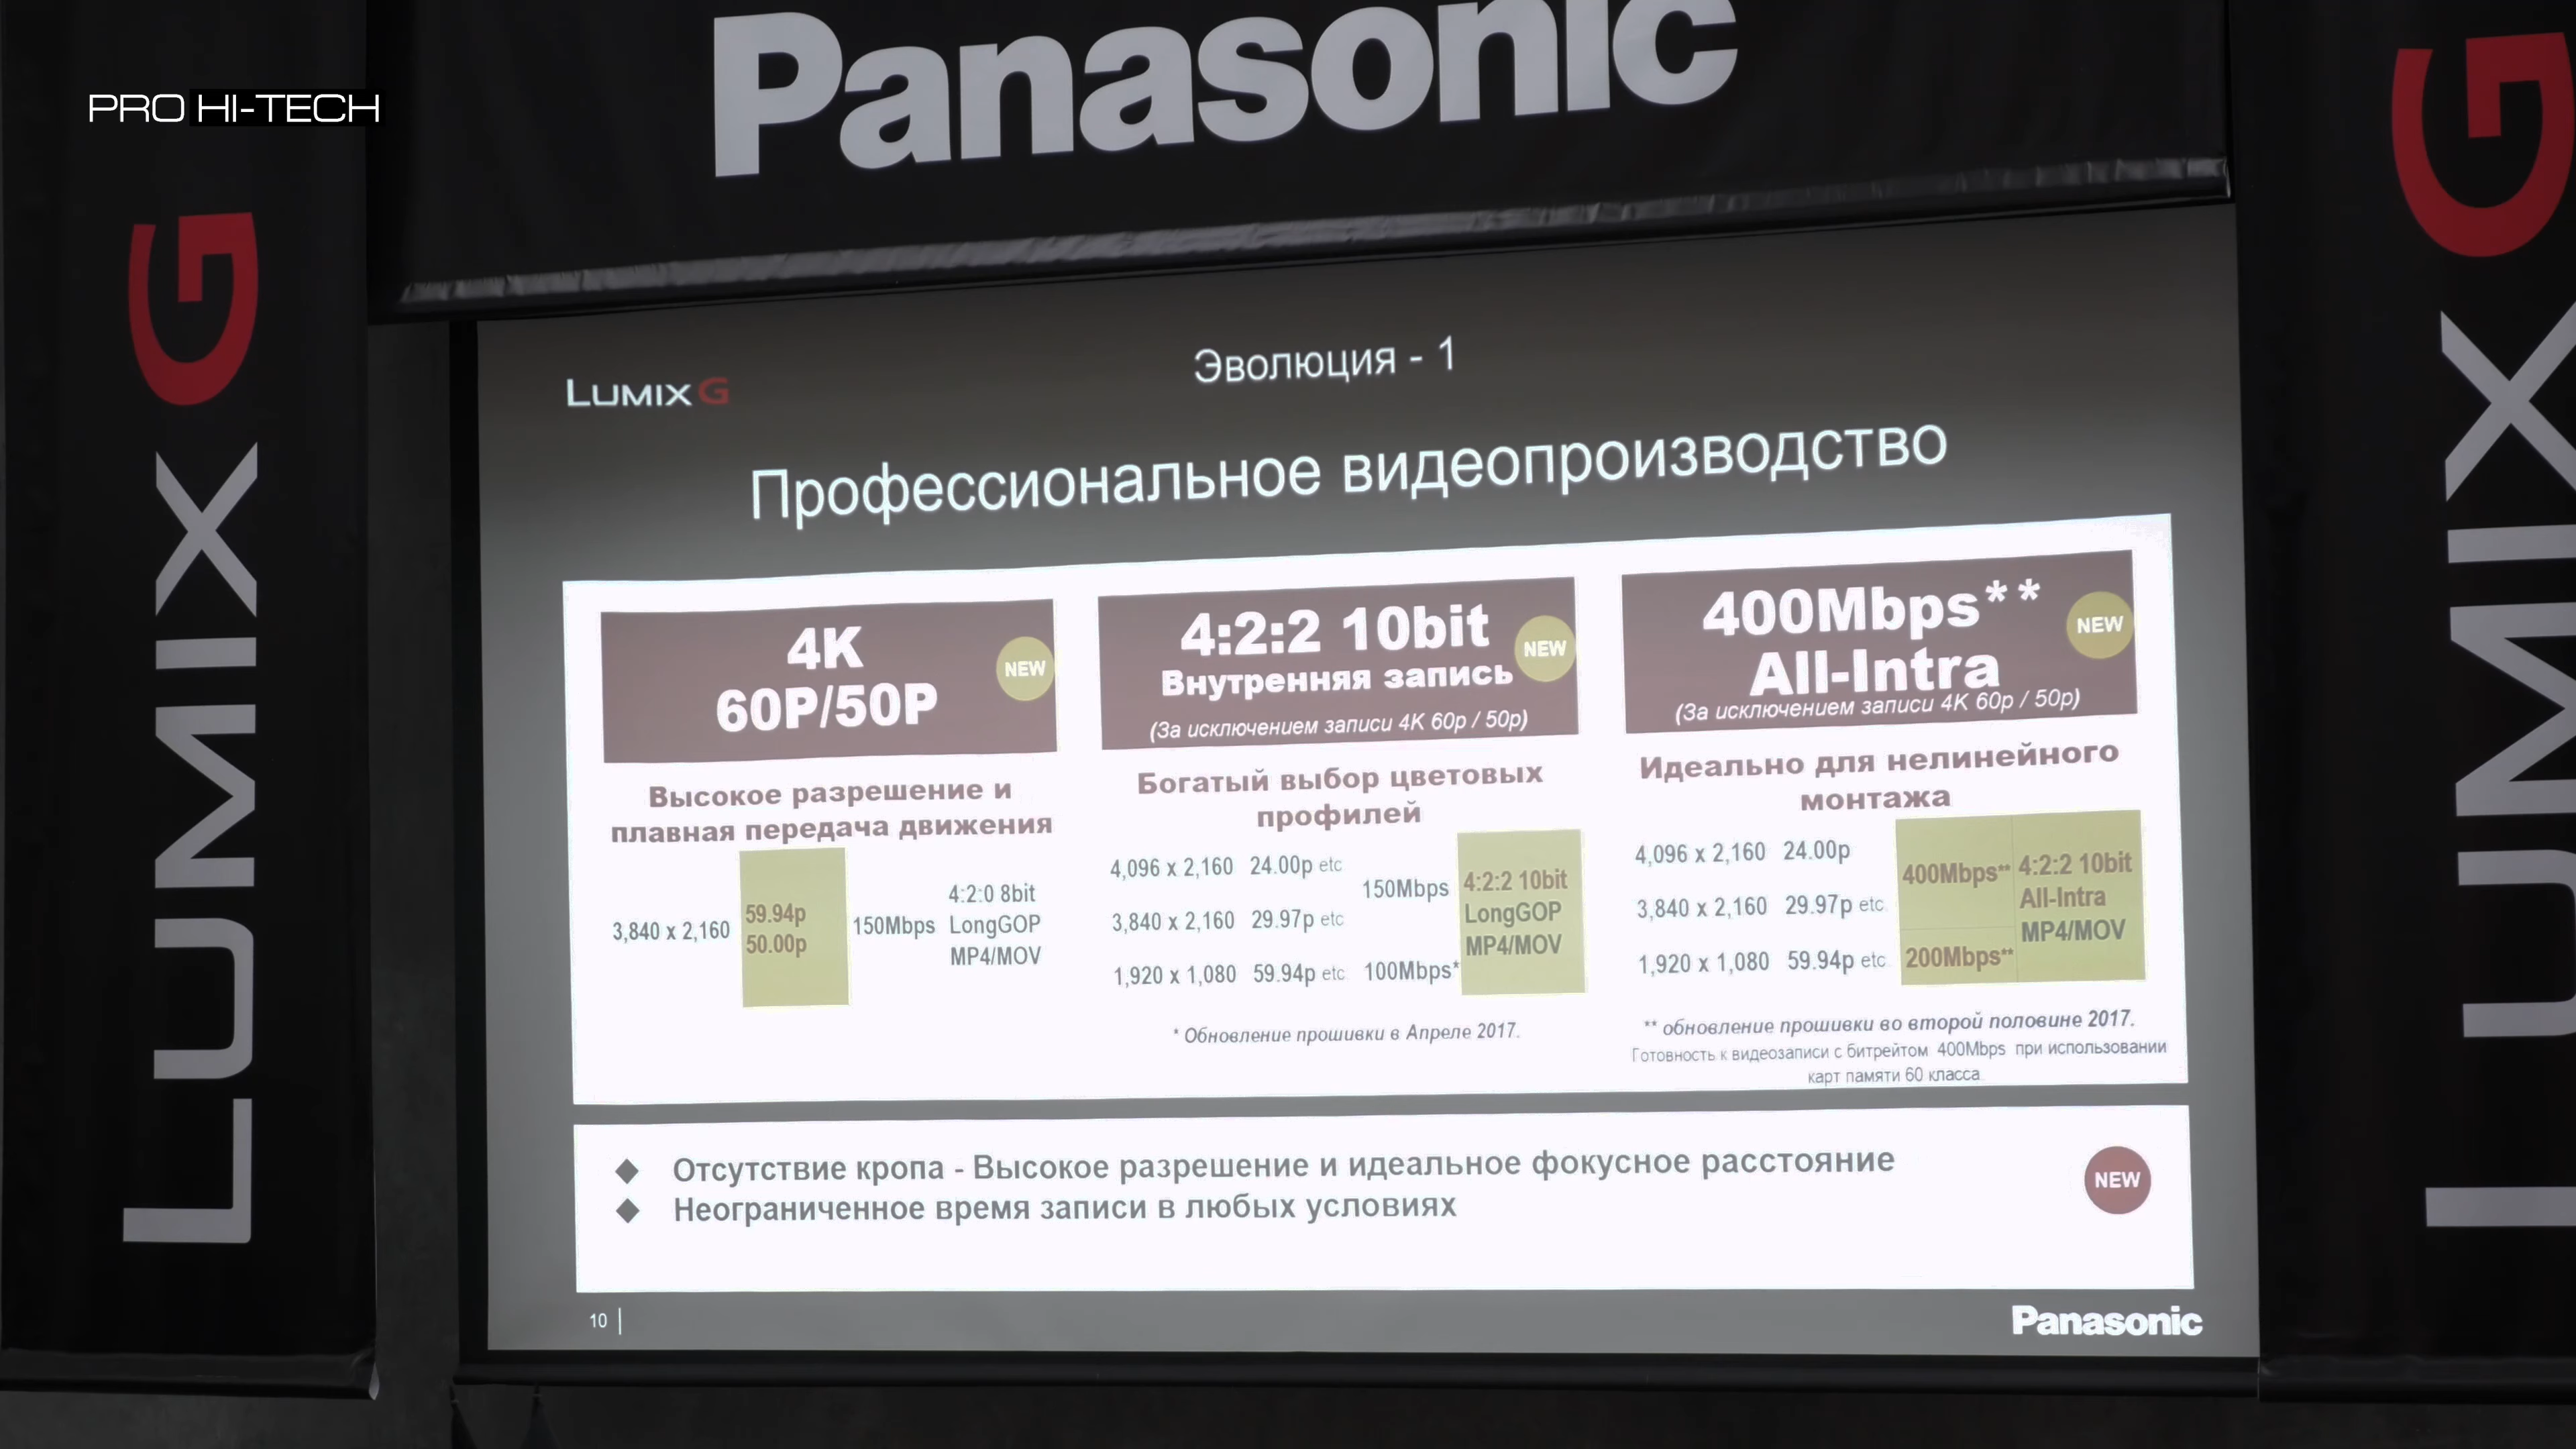 PRO HI-TECH
Panasonic
LUMIX G
LUMIX G
LUMIX G
Эволюция - 1
Профессиональное видеопроизводство
4K
60P/50P
NEW
Высокое разрешение и
плавная передача движения
3,840 x 2,160
59.94p
50.00p
150Mbps
4:2:0 8bit
LongGOP
MP4/MOV
4:2:2 10bit
Внутренняя запись
(За исключением записи 4K 60p / 50p)
NEW
Богатый выбор цветовых
профилей
4,096 x 2,160 24.00p etc
3,840 x 2,160 29.97p etc
1,920 x 1,080 59.94p etc
150Mbps
100Mbps*
4:2:2 10bit
LongGOP
MP4/MOV
* Обновление прошивки в Апреле 2017.
400Mbps**
All-Intra
(За исключением записи 4K 60p / 50p)
NEW
Идеально для нелинейного
монтажа
4,096 x 2,160 24.00p
3,840 x 2,160 29.97p etc.
1,920 x 1,080 59.94p etc.
400Mbps**
200Mbps**
4:2:2 10bit
All-Intra
MP4/MOV
** обновление прошивки во второй половине 2017.
Готовность к видеозаписи с битрейтом 400Mbps при использовании
карт памяти 60 класса
◆ Отсутствие кропа - Высокое разрешение и идеальное фокусное расстояние
◆ Неограниченное время записи в любых условиях
NEW
10 |
Panasonic